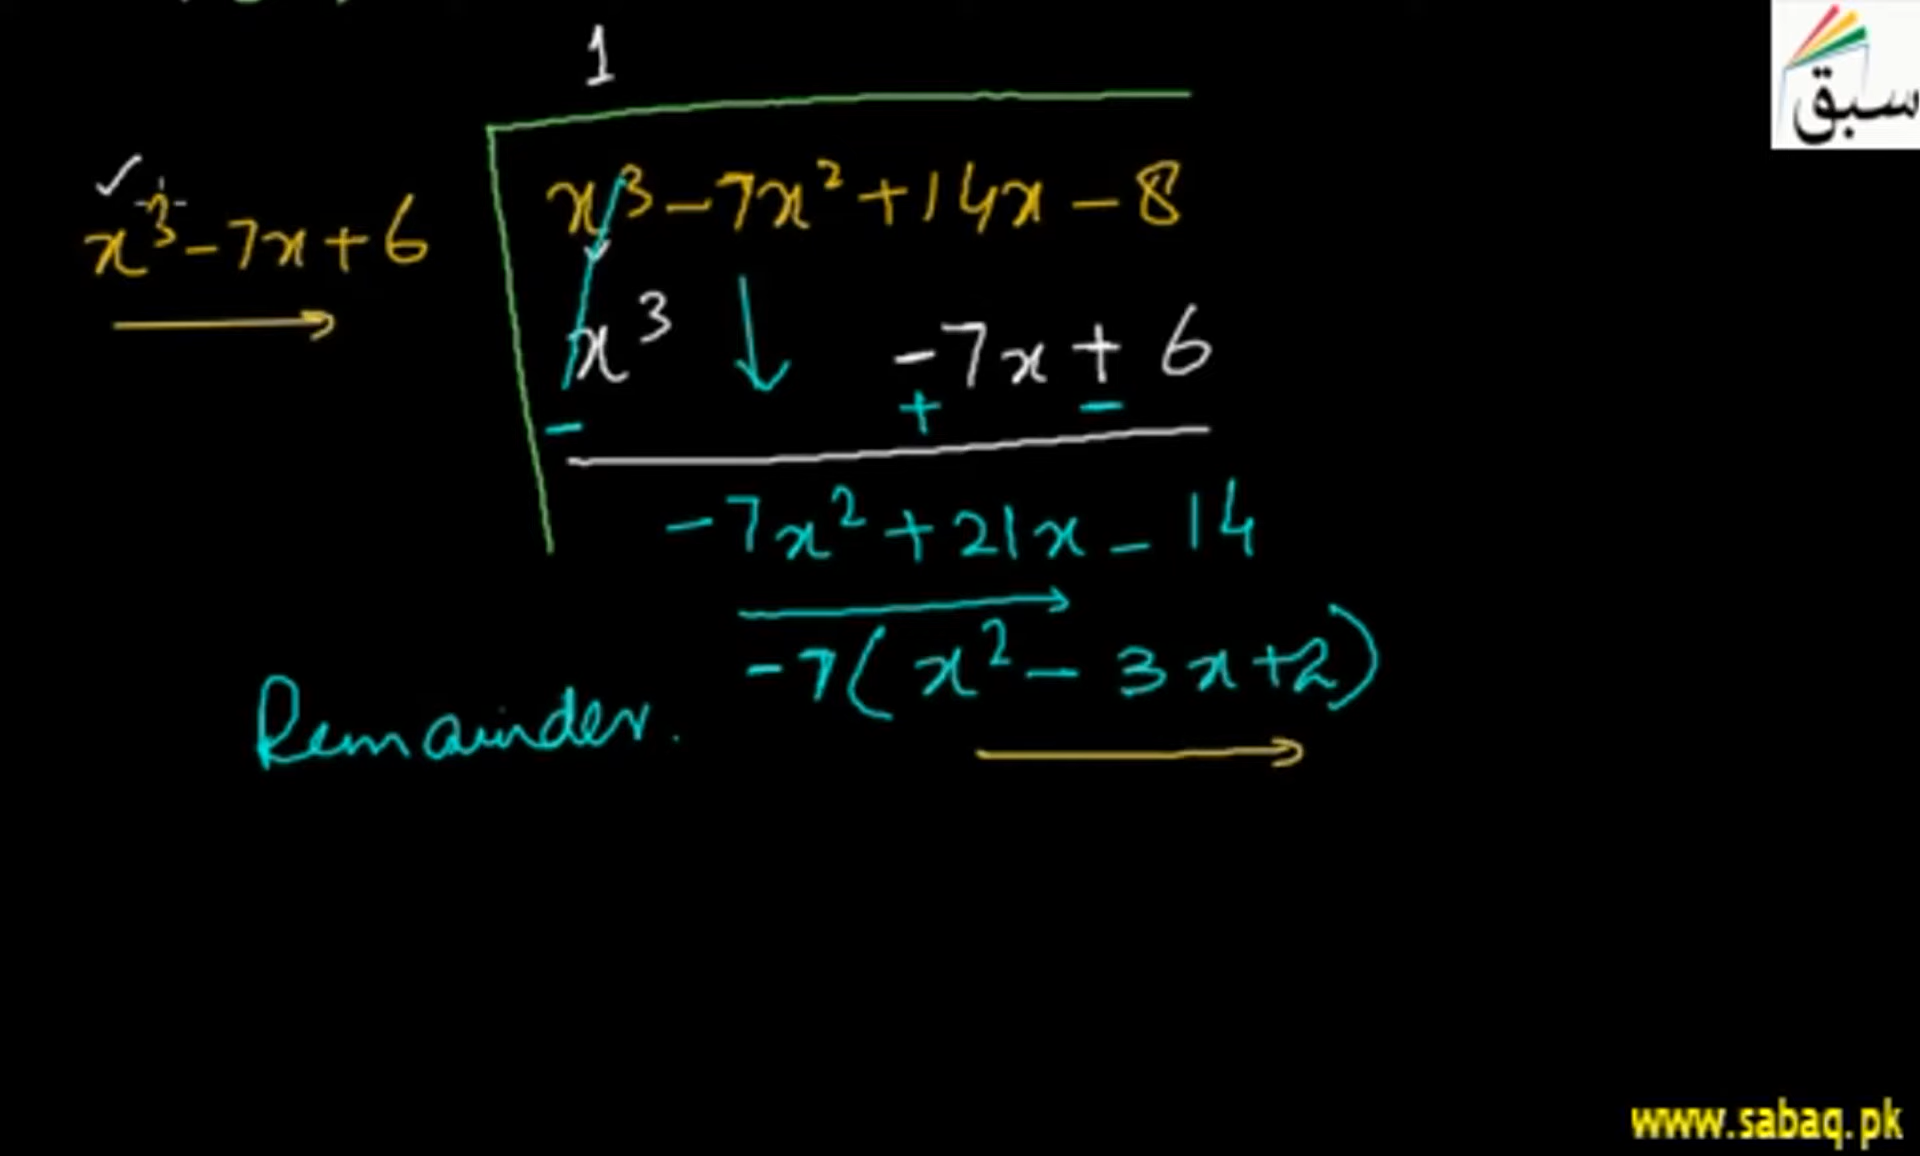 1
سبق
x³ - 7x + 6
x³ - 7x² + 14x - 8
x³ - 7x + 6
- + -
-7x² + 21x - 14
-7(x² - 3x + 2)
Remainder.
www.sabaq.pk